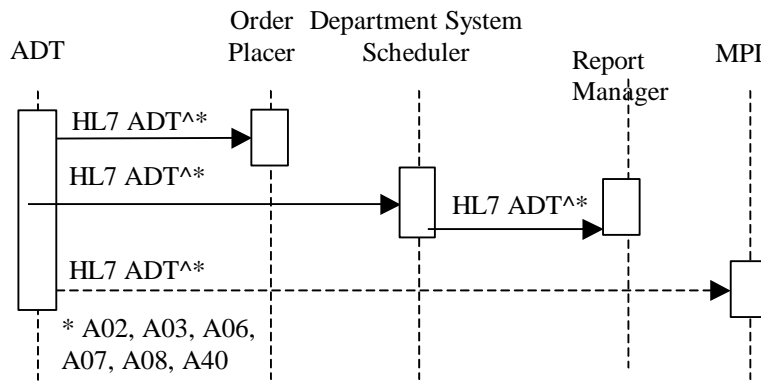 ADT
Order
Placer
Department System
Scheduler
Report
Manager
MPI
HL7 ADT^*
HL7 ADT^*
HL7 ADT^*
HL7 ADT^*
* A02, A03, A06,
A07, A08, A40